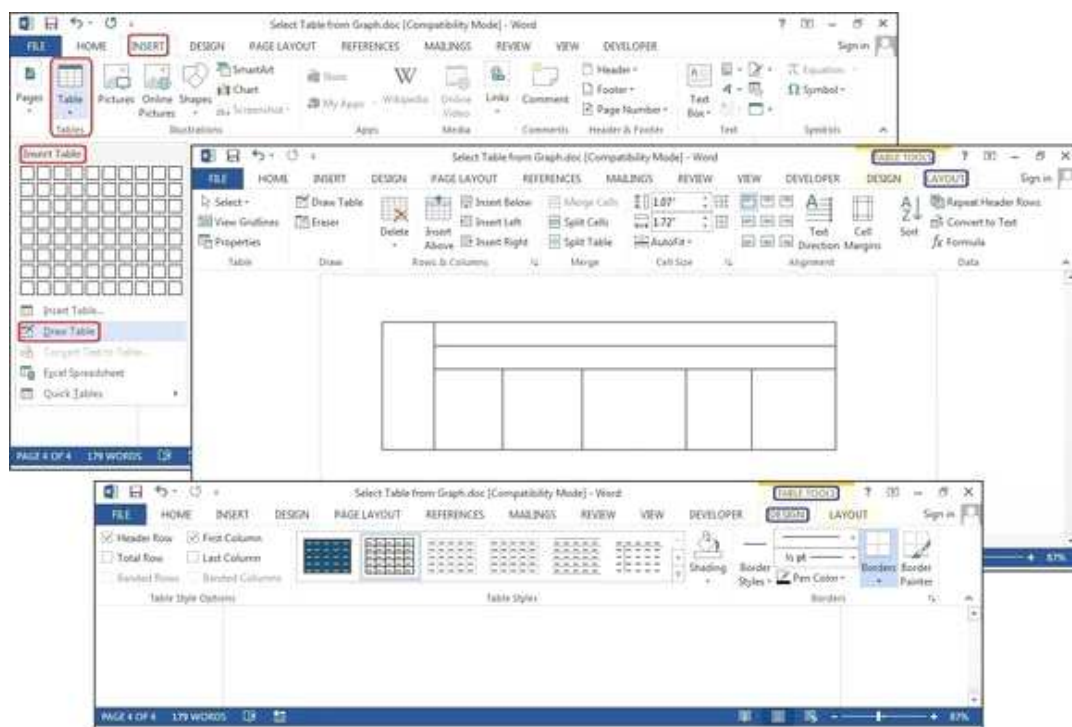 Select Table from Graph.doc [Compatibility Mode] - Word
FILE HOME INSERT DESIGN PAGE LAYOUT REFERENCES MAILINGS REVIEW VIEW DEVELOPER Sign in
Pages Table Pictures Online Pictures Shapes SmartArt Chart Screenshot Store My Apps Wikipedia Online Video Links Comment Header Footer Page Number Text Box Equation Symbol
Tables Illustrations Apps Media Comments Header & Footer Text Symbols
Insert Table
Insert Table...
Draw Table
Convert Text to Table...
Excel Spreadsheet
Quick Tables
PAGE 4 OF 4 179 WORDS
Select Table from Graph.doc [Compatibility Mode] - Word TABLE TOOLS
FILE HOME INSERT DESIGN PAGE LAYOUT REFERENCES MAILINGS REVIEW VIEW DEVELOPER DESIGN LAYOUT Sign in
Select Draw Table Insert Below Merge Cells 1.07" Repeat Header Rows
View Gridlines Eraser Delete Insert Above Insert Left Split Cells 1.72" Text Direction Cell Margins Sort Convert to Text
Properties Insert Right Split Table AutoFit Formula
Table Draw Rows & Columns Merge Cell Size Alignment Data
87%
Select Table from Graph.doc [Compatibility Mode] - Word TABLE TOOLS
FILE HOME INSERT DESIGN PAGE LAYOUT REFERENCES MAILINGS REVIEW VIEW DEVELOPER DESIGN LAYOUT Sign in
Header Row First Column
Total Row Last Column Shading Border Styles ½ pt Borders Border Painter
Banded Rows Banded Columns Pen Color
Table Style Options Table Styles Borders
PAGE 4 OF 4 179 WORDS 87%